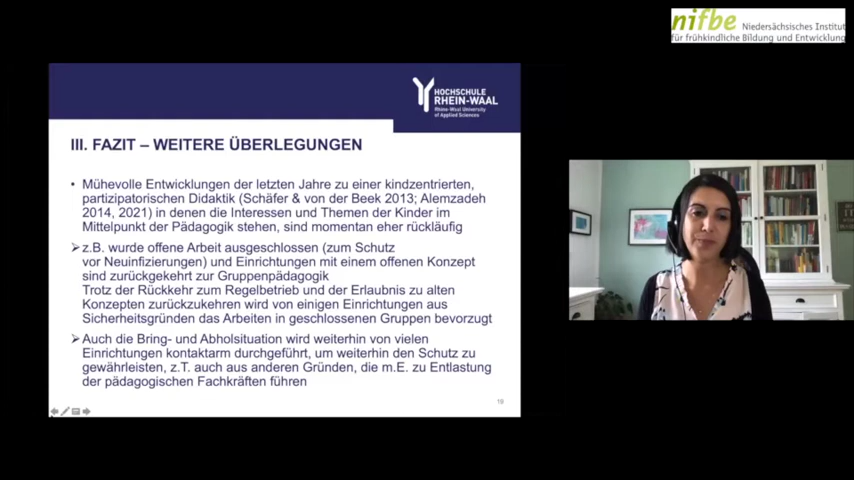 nifbe
Niedersächsisches Institut
für frühkindliche Bildung und Entwicklung
HOCHSCHULE
RHEIN-WAAL
Rhine-Waal University
of Applied Sciences
III. FAZIT – WEITERE ÜBERLEGUNGEN
• Mühevolle Entwicklungen der letzten Jahre zu einer kindzentrierten,
partizipatorischen Didaktik (Schäfer & von der Beek 2013; Alemzadeh
2014, 2021) in denen die Interessen und Themen der Kinder im
Mittelpunkt der Pädagogik stehen, sind momentan eher rückläufig
➢ z.B. wurde offene Arbeit ausgeschlossen (zum Schutz
vor Neuinfizierungen) und Einrichtungen mit einem offenen Konzept
sind zurückgekehrt zur Gruppenpädagogik
Trotz der Rückkehr zum Regelbetrieb und der Erlaubnis zu alten
Konzepten zurückzukehren wird von einigen Einrichtungen aus
Sicherheitsgründen das Arbeiten in geschlossenen Gruppen bevorzugt
➢ Auch die Bring- und Abholsituation wird weiterhin von vielen
Einrichtungen kontaktarm durchgeführt, um weiterhin den Schutz zu
gewährleisten, z.T. auch aus anderen Gründen, die m.E. zu Entlastung
der pädagogischen Fachkräften führen